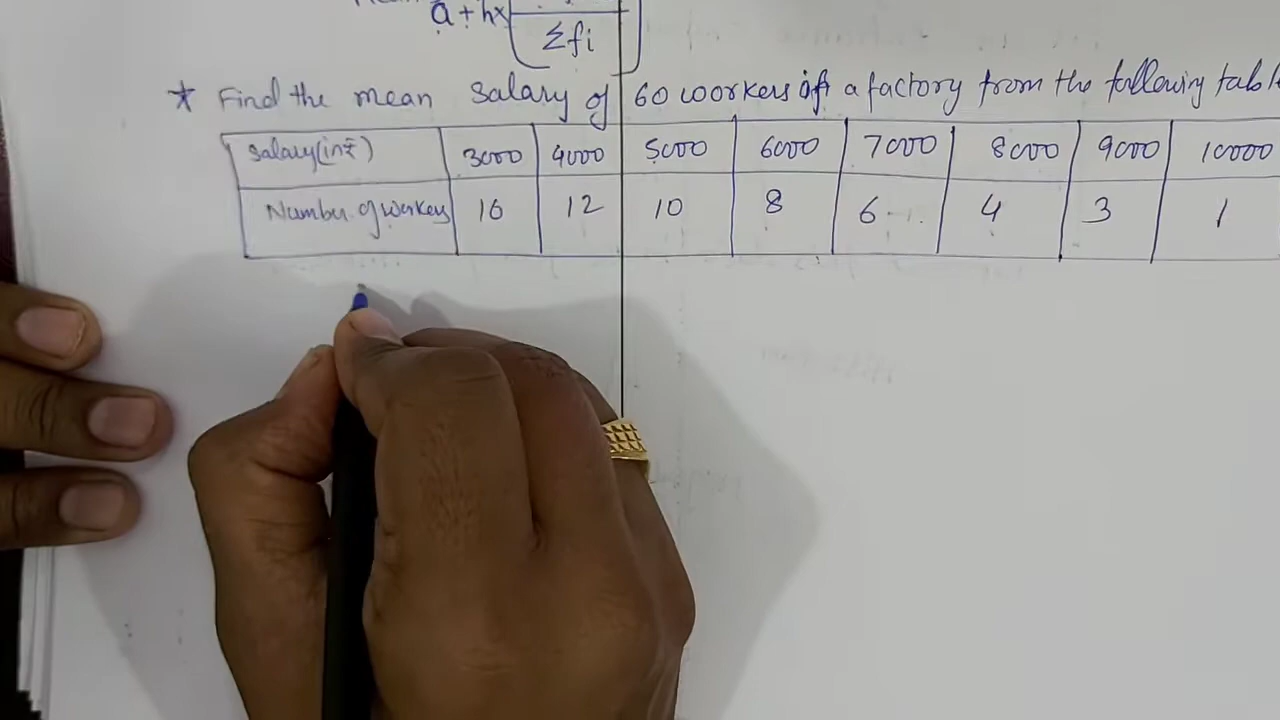 a + h×
Σfi
* Find the mean salary of 60 workers of a factory from the following table
Salary(in₹) 3000 4000 5000 6000 7000 8000 9000 10000
Number of workers 16 12 10 8 6 4 3 1